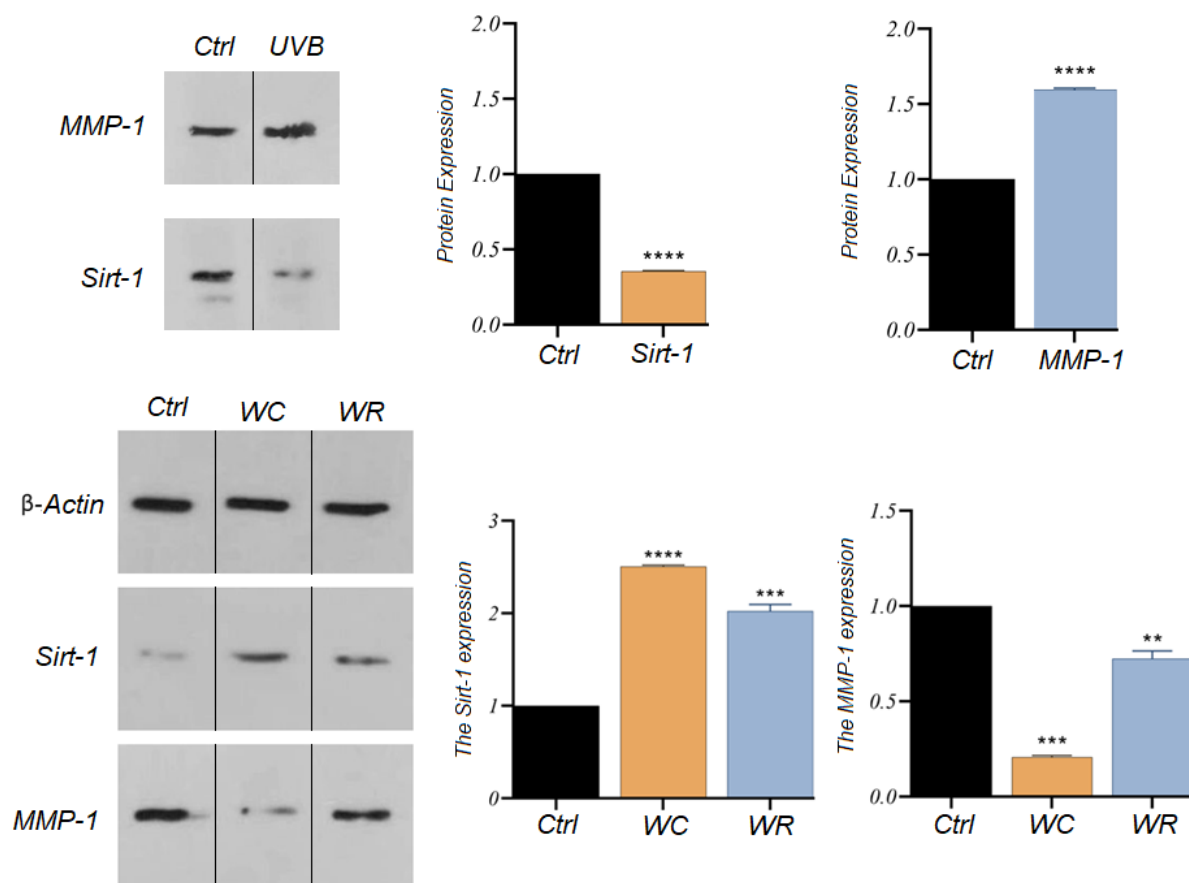 Ctrl UVB
MMP-1
Sirt-1
Protein Expression
2.0
1.5
1.0
0.5
0.0
****
Ctrl Sirt-1
Protein Expression
2.0
1.5
1.0
0.5
0.0
****
Ctrl MMP-1
Ctrl WC WR
β-Actin
Sirt-1
MMP-1
The Sirt-1 expression
3
2
1
0
****
***
Ctrl WC WR
The MMP-1 expression
1.5
1.0
0.5
0.0
***
**
Ctrl WC WR